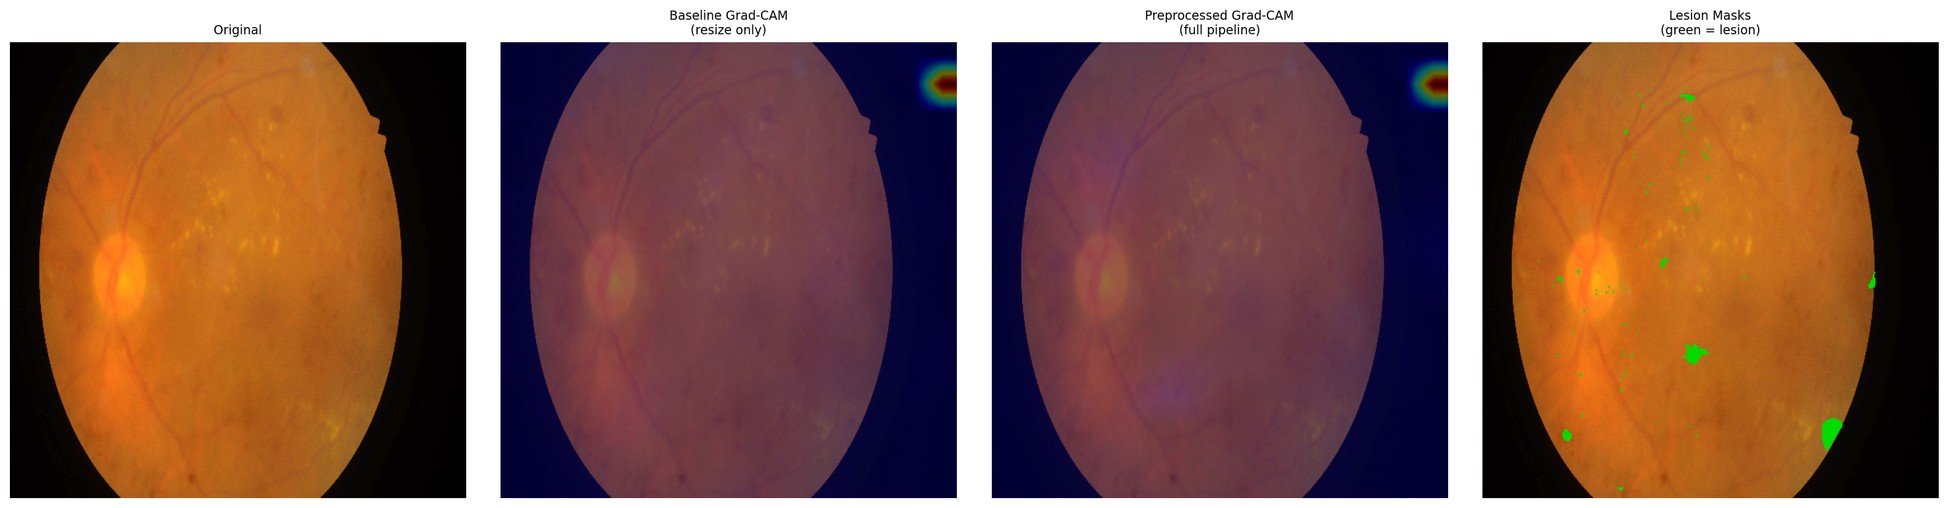 Original
Baseline Grad-CAM
(resize only)
Preprocessed Grad-CAM
(full pipeline)
Lesion Masks
(green = lesion)